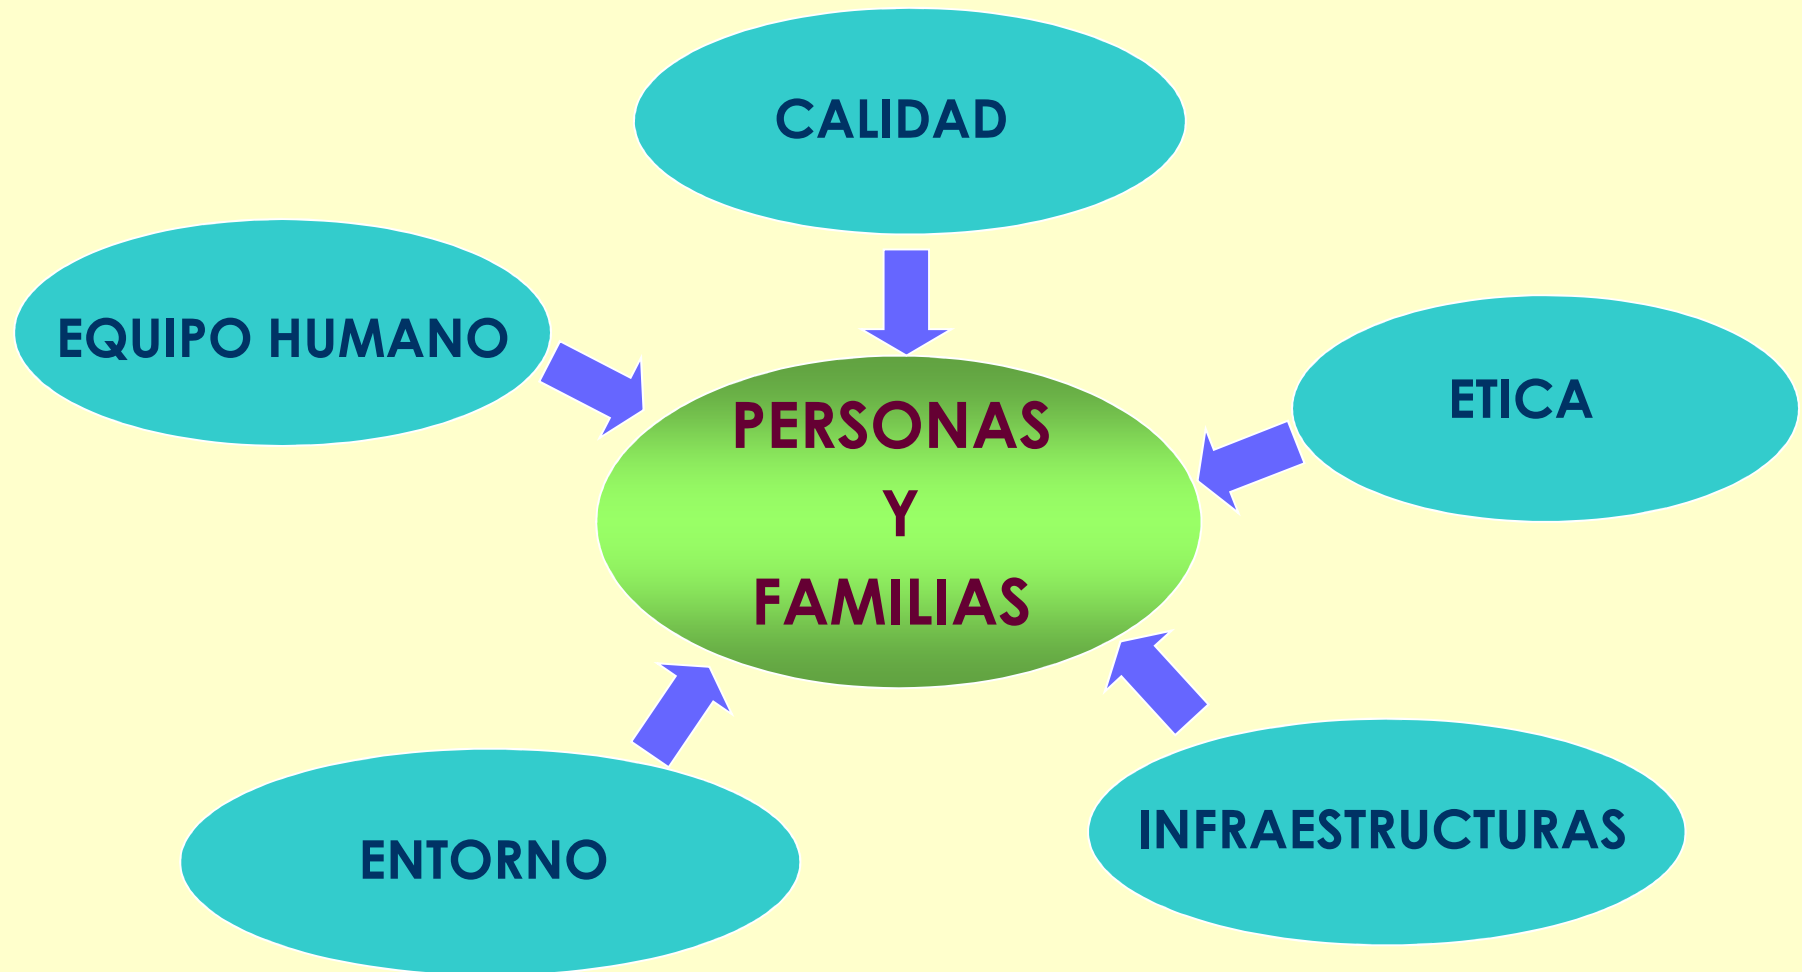 CALIDAD
EQUIPO HUMANO
ETICA
PERSONAS
Y
FAMILIAS
INFRAESTRUCTURAS
ENTORNO